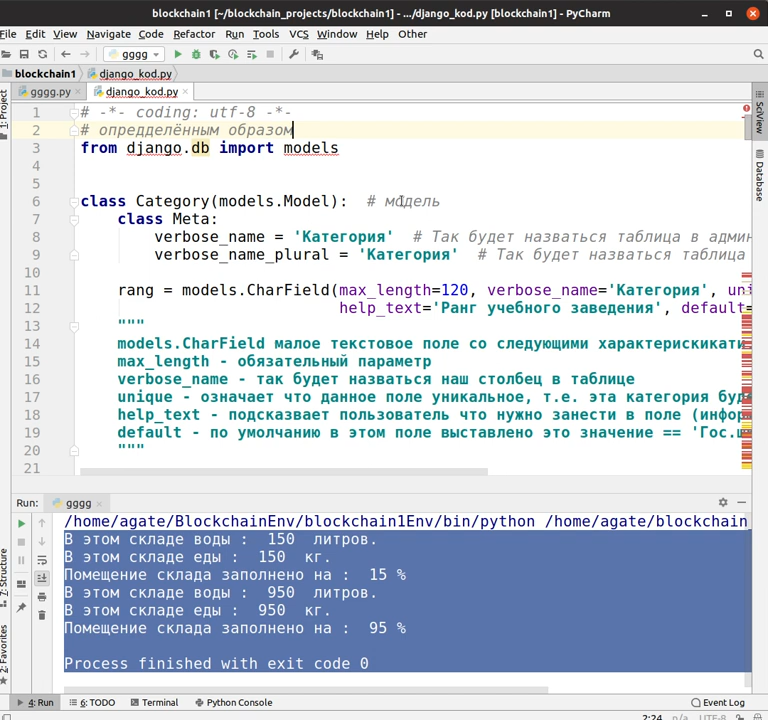 blockchain1 [~/blockchain_projects/blockchain1] - .../django_kod.py [blockchain1] - PyCharm
File Edit View Navigate Code Refactor Run Tools VCS Window Help Other
gggg
blockchain1 django_kod.py
gggg.py django_kod.py
1: Project
1 # -*- coding: utf-8 -*-
2 # опредделённым образом
3 from django.db import models
4
5
6 class Category(models.Model):  # модель
7 class Meta:
8 verbose_name = 'Категория'  # Так будет назваться таблица в админ
9 verbose_name_plural = 'Категория'  # Так будет назваться таблица
10
11 rang = models.CharField(max_length=120, verbose_name='Категория', uni
12 help_text='Ранг учебного заведения', default=
13 """
14 models.CharField малое текстовое поле со следующими характерискикати
15 max_length - обязательный параметр
16 verbose_name - так будет назваться наш столбец в таблице
17 unique - означает что данное поле уникальное, т.е. эта категория буд
18 help_text - подсказвает пользователь что нужно занести в поле (инфор
19 default - по умолчанию в этом поле выставлено это значение == 'Гос.ш
20 """
21
SciView
Database
Run: gggg
/home/agate/BlockchainEnv/blockchain1Env/bin/python /home/agate/blockchain
В этом складе воды :  150  литров.
В этом складе еды :  150  кг.
Помещение склада заполнено на :  15 %
В этом складе воды :  950  литров.
В этом складе еды :  950  кг.
Помещение склада заполнено на :  95 %
Process finished with exit code 0
7: Structure
2: Favorites
4: Run 6: TODO Terminal Python Console Event Log
2:24 n/a UTF-8